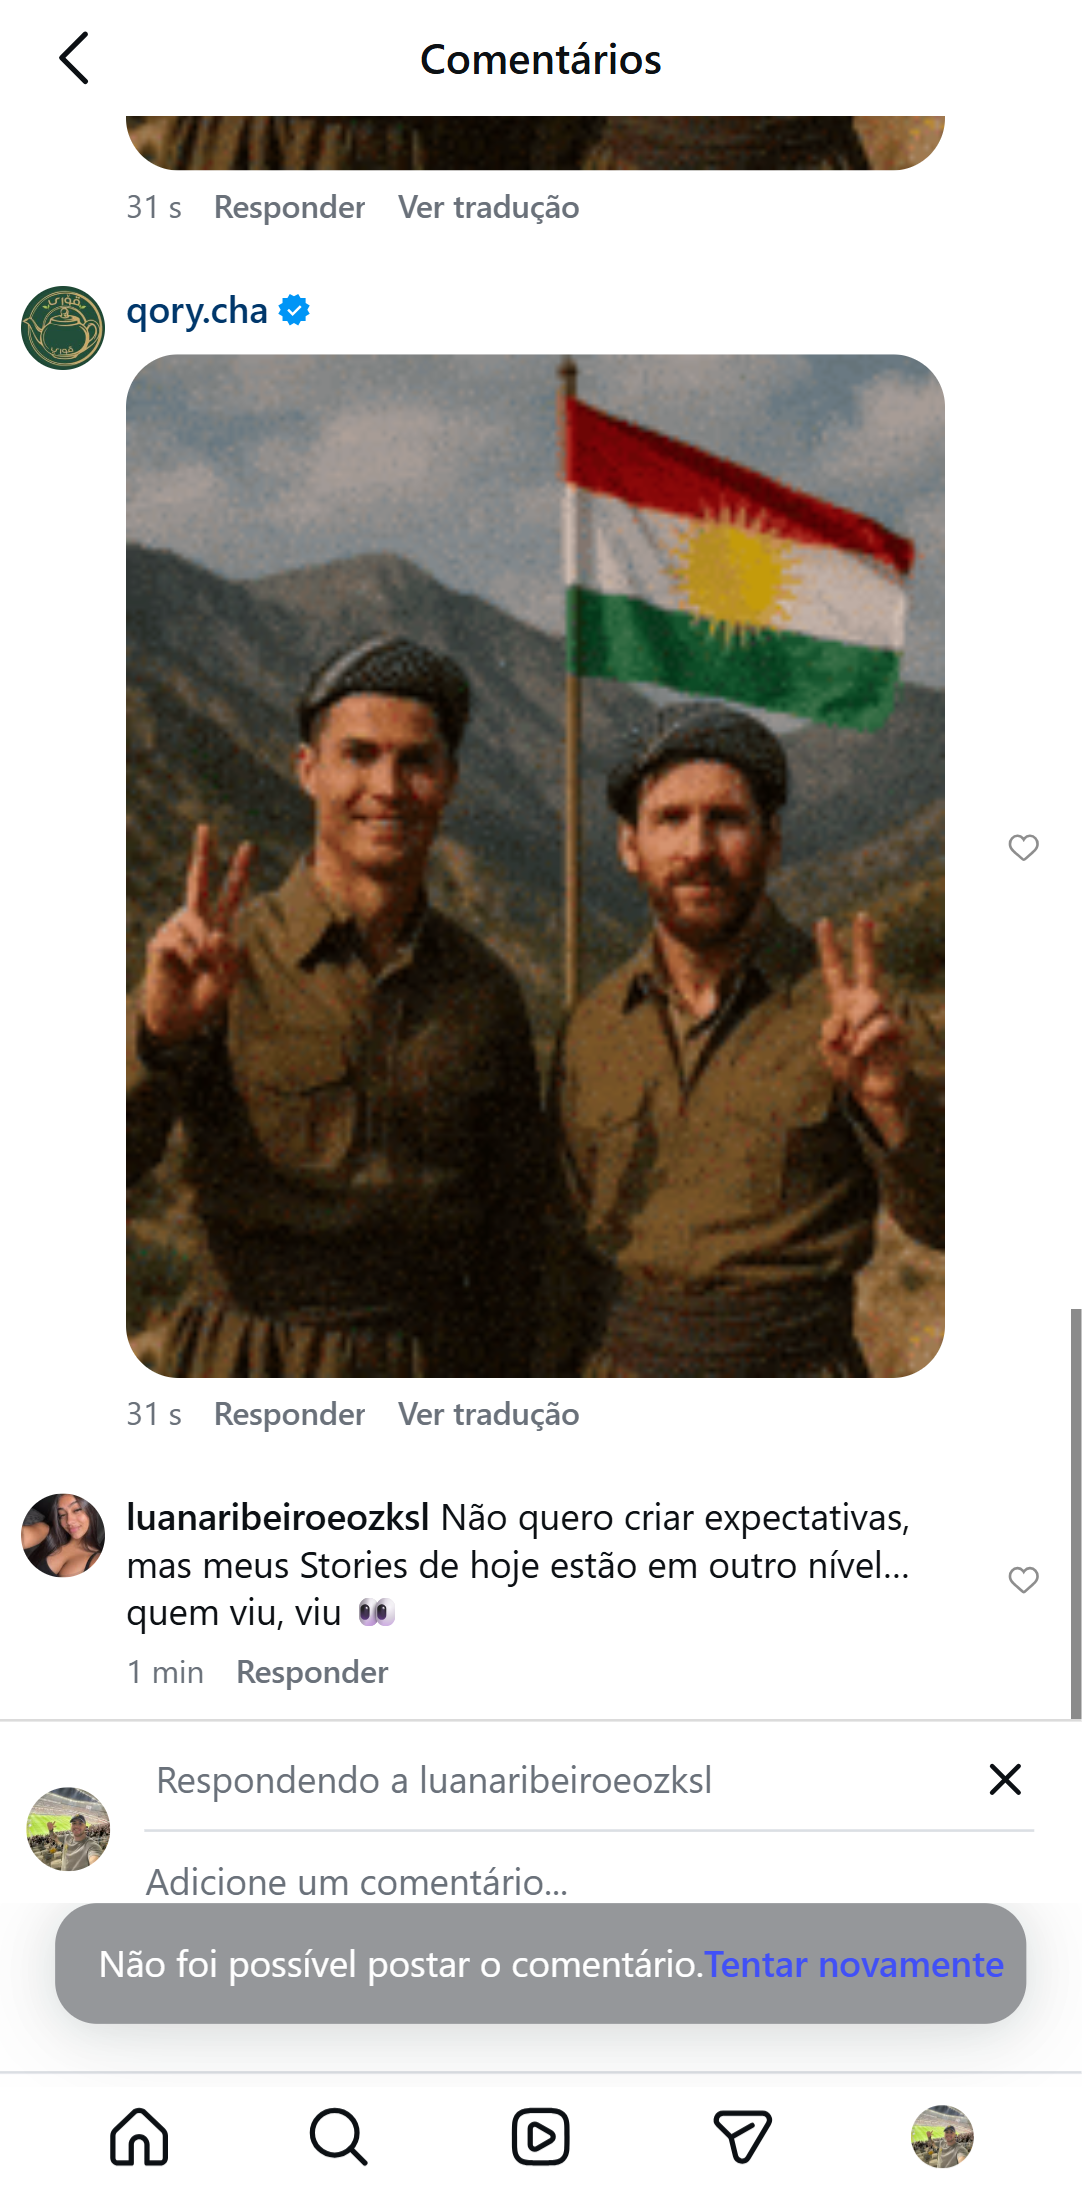 Comentários
31 s Responder Ver tradução
qory.cha
31 s Responder Ver tradução
luanaribeiroeozksl Não quero criar expectativas,
mas meus Stories de hoje estão em outro nível...
quem viu, viu 👀
1 min Responder
Respondendo a luanaribeiroeozksl
Adicione um comentário...
Não foi possível postar o comentário.Tentar novamente